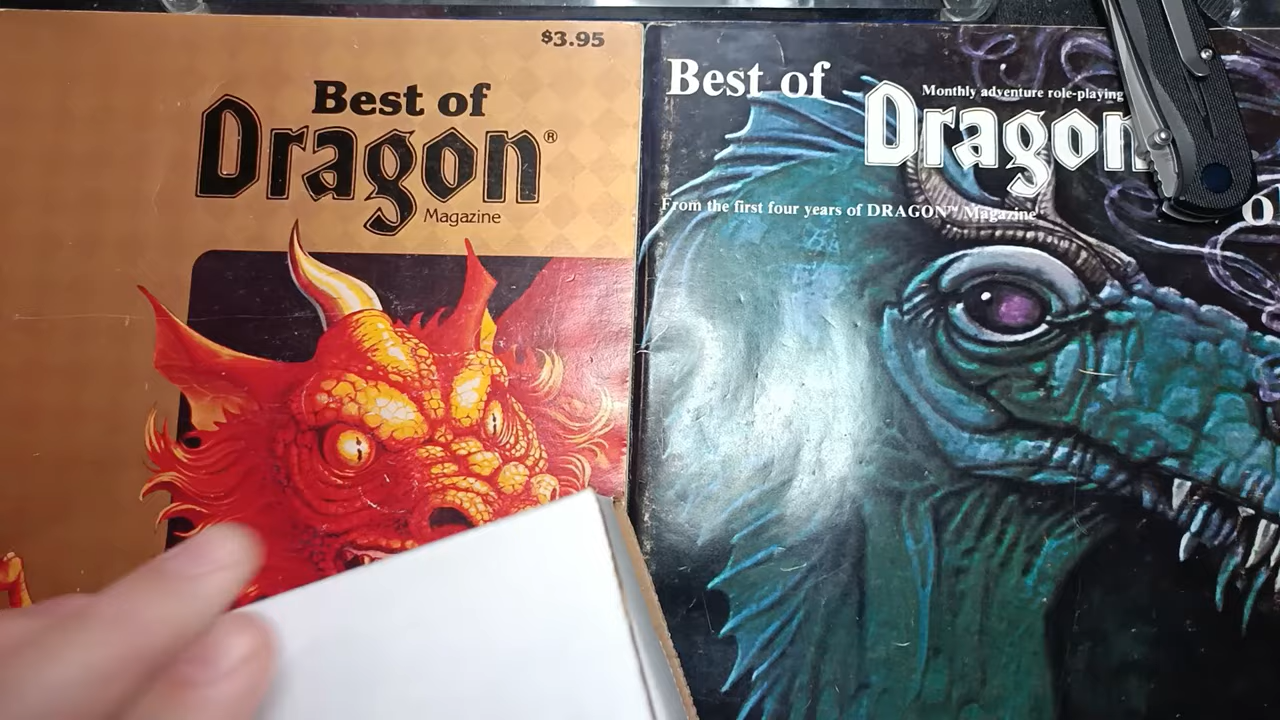 $3.95
Best of
Dragon®
Magazine
Best of
Monthly adventure role-playing
Dragon
From the first four years of DRAGON™ Magazine